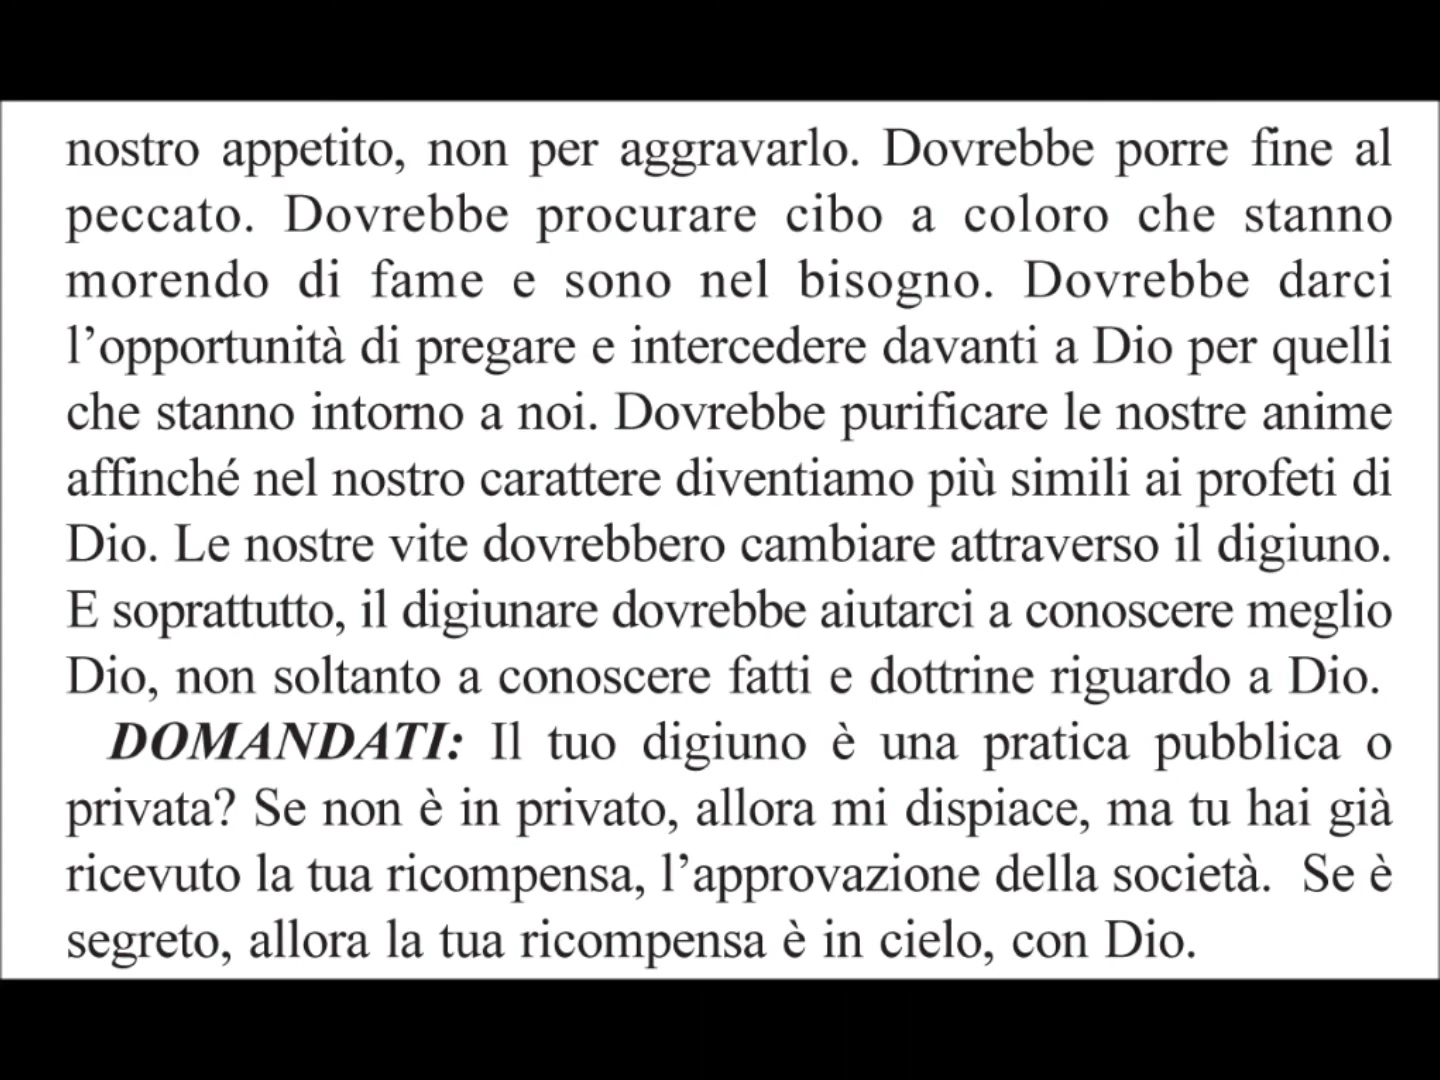 nostro appetito, non per aggravarlo. Dovrebbe porre fine al
peccato. Dovrebbe procurare cibo a coloro che stanno
morendo di fame e sono nel bisogno. Dovrebbe darci
l’opportunità di pregare e intercedere davanti a Dio per quelli
che stanno intorno a noi. Dovrebbe purificare le nostre anime
affinché nel nostro carattere diventiamo più simili ai profeti di
Dio. Le nostre vite dovrebbero cambiare attraverso il digiuno.
E soprattutto, il digiunare dovrebbe aiutarci a conoscere meglio
Dio, non soltanto a conoscere fatti e dottrine riguardo a Dio.
DOMANDATI: Il tuo digiuno è una pratica pubblica o
privata? Se non è in privato, allora mi dispiace, ma tu hai già
ricevuto la tua ricompensa, l’approvazione della società.  Se è
segreto, allora la tua ricompensa è in cielo, con Dio.